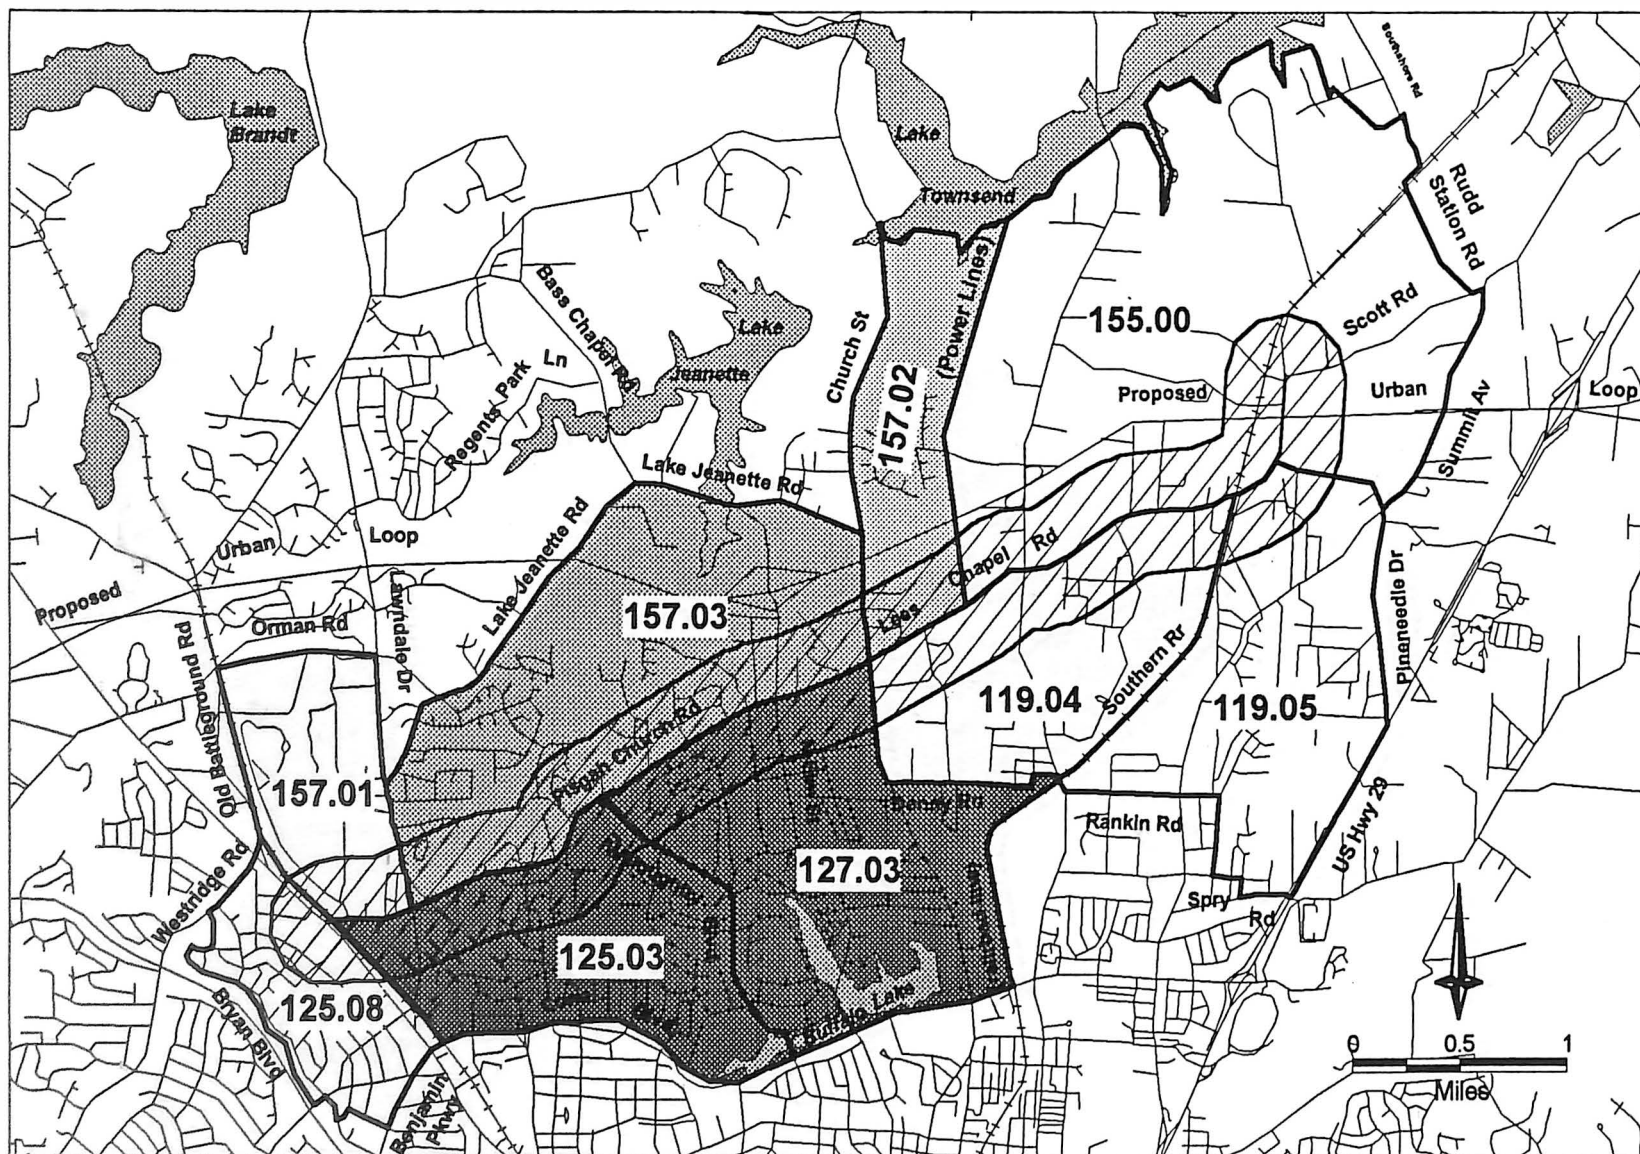 Southshore Rd
Lake
Brandt
Lake
Townsend
Rudd
Station Rd
(Power Lines)
Bass Chapel Rd
Lake
Jeanette
Church St
155.00
Scott Rd
Regents Park
Ln
157.02
Proposed
Urban
Loop
Summit Av
Lake Jeanette Rd
Lake Jeanette Rd
Urban
Loop
Chapel
Rd
Proposed
Orman Rd
Lawndale Dr
157.03
Lees
Pineneedle Dr
Old Battleground Rd
119.04
Southern Rr
119.05
157.01
Pisgah Church Rd
Rankin Rd
US Hwy 29
127.03
Westridge Rd
Spry
Rd
125.03
125.08
Buffalo Lake
Bryan Blvd
0
0.5
1
Miles
Benjamin
Pkwy